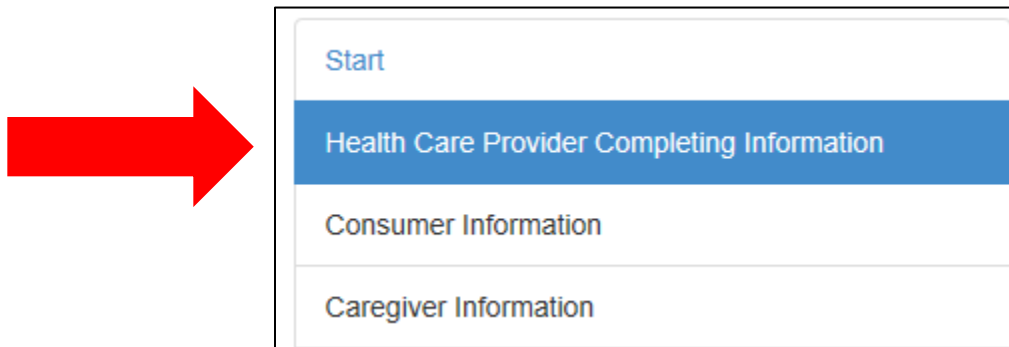 Start
Health Care Provider Completing Information
Consumer Information
Caregiver Information